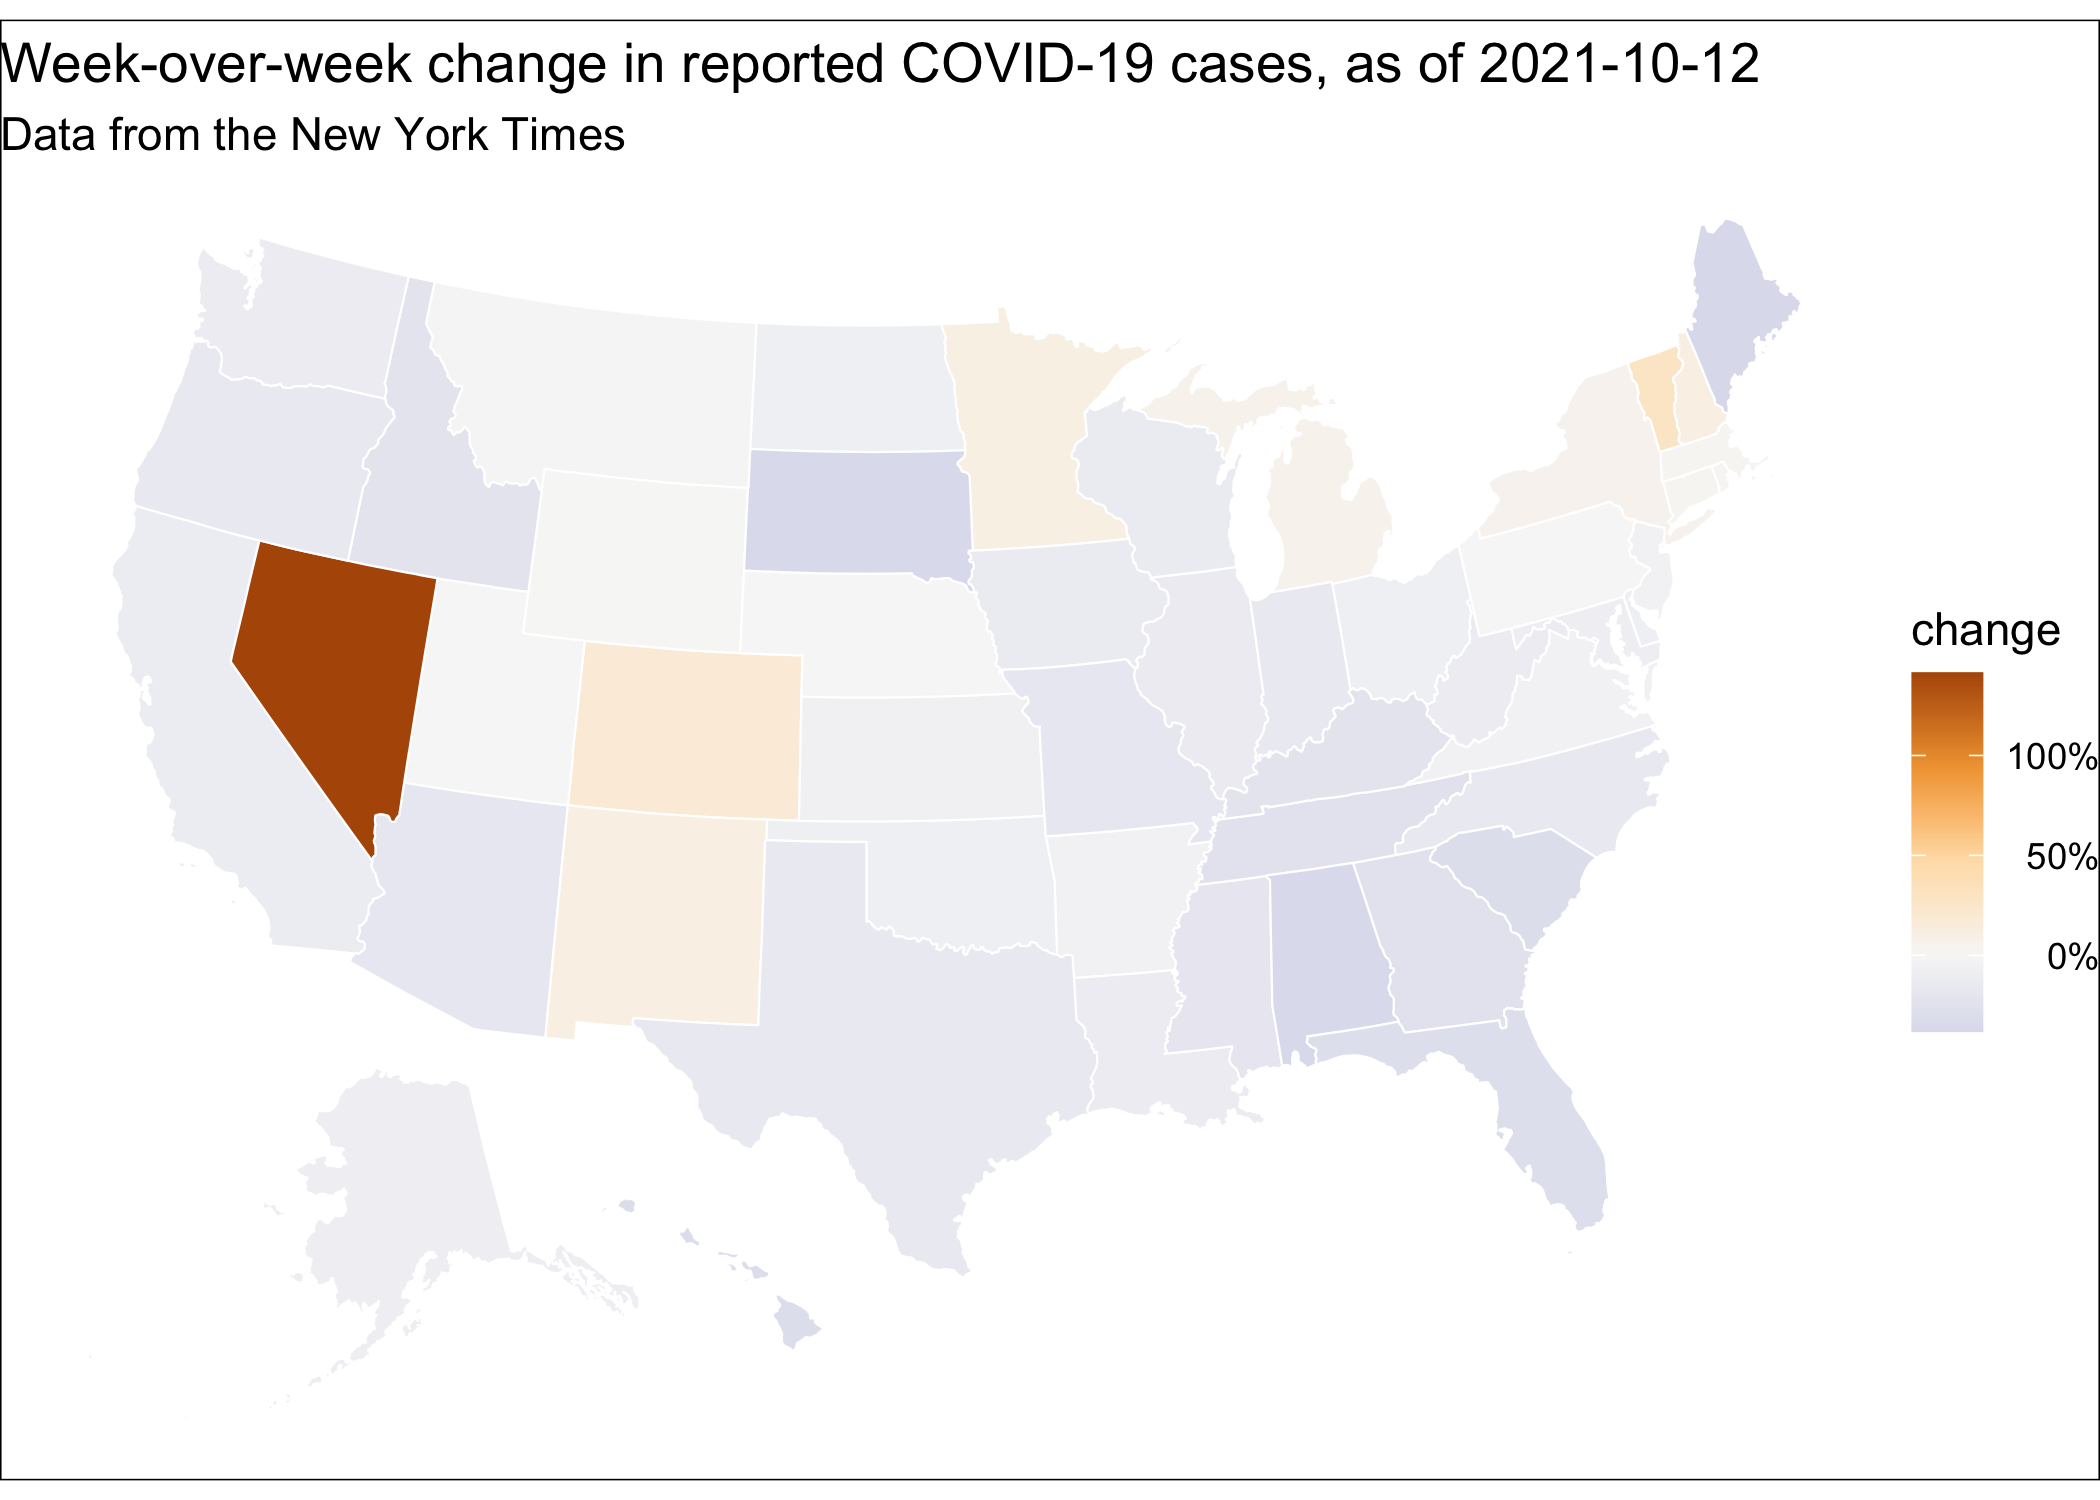 Week-over-week change in reported COVID-19 cases, as of 2021-10-12
Data from the New York Times
change
100%
50%
0%